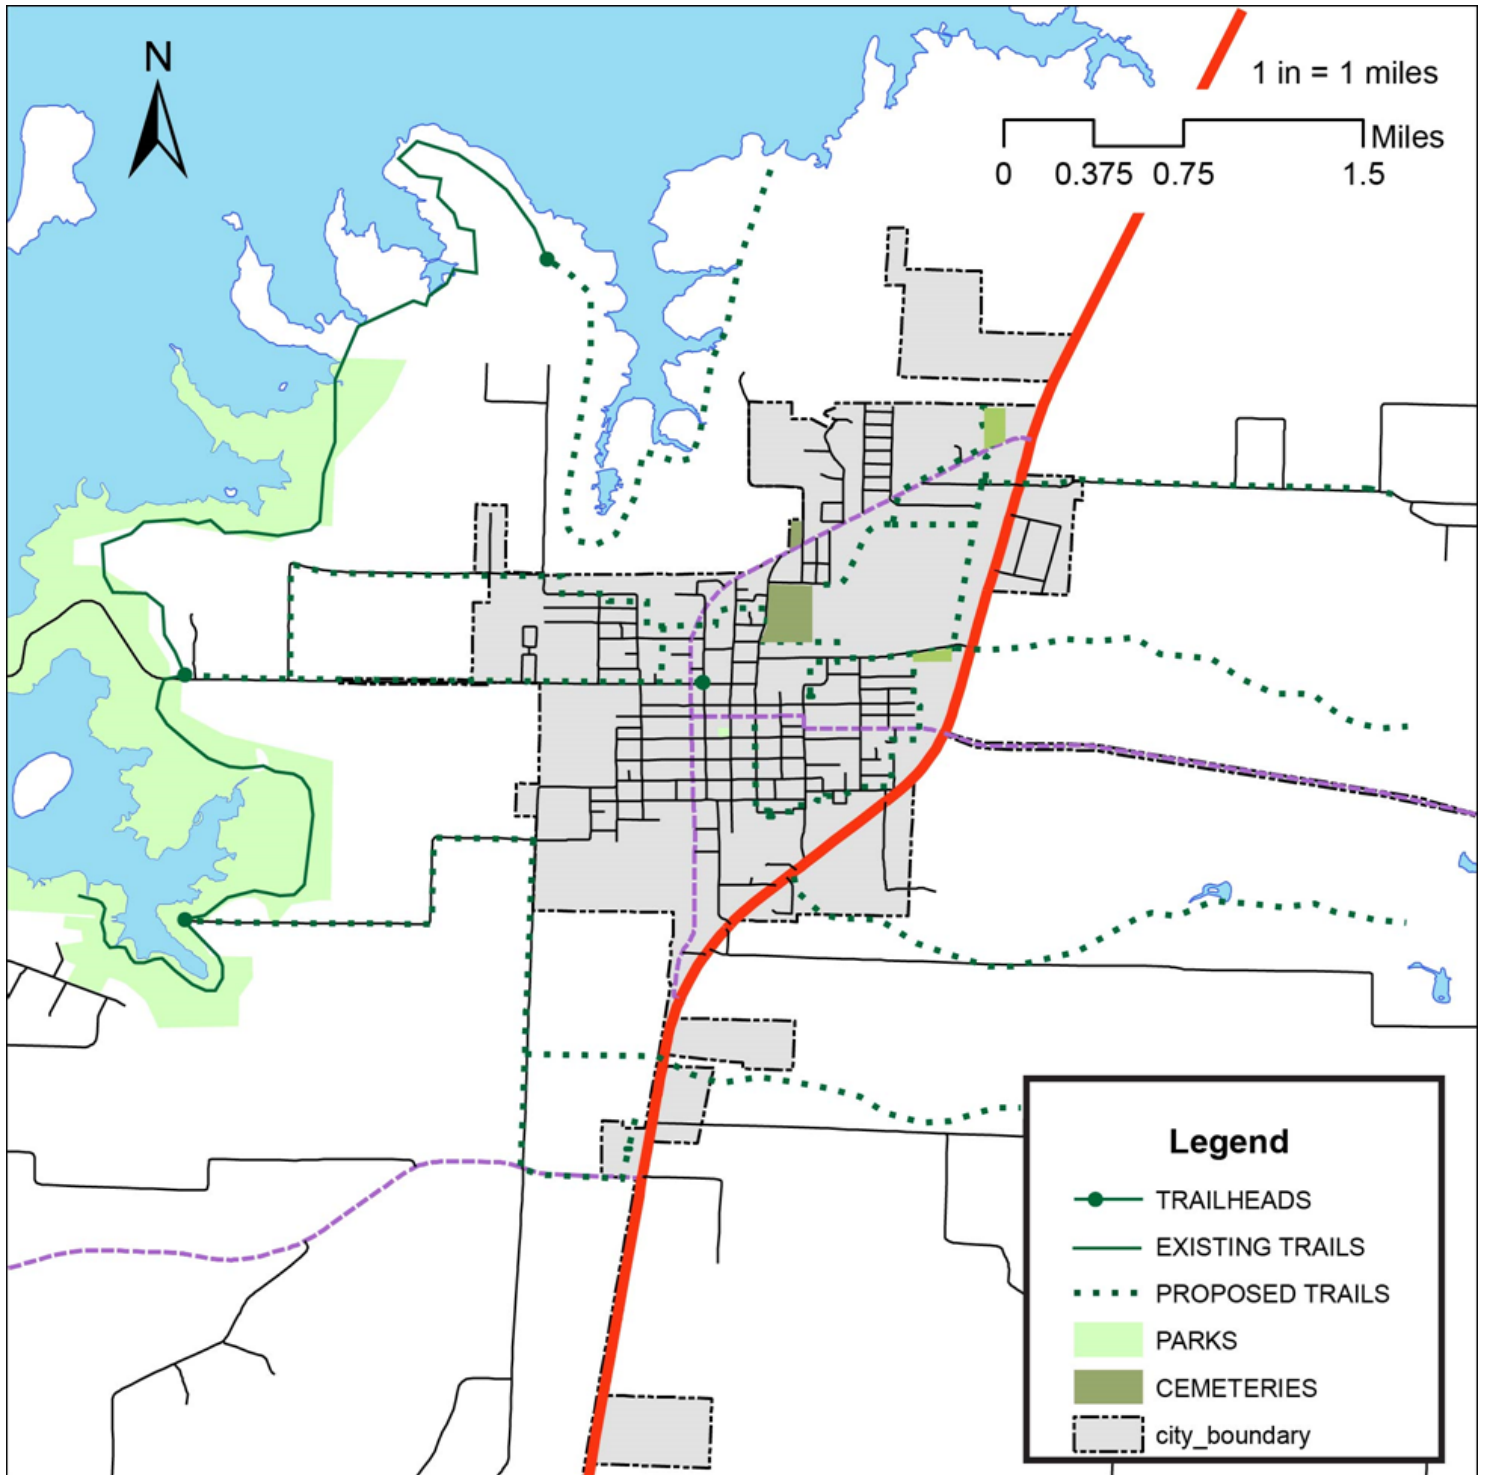 N
1 in = 1 miles
Miles
0 0.375 0.75 1.5
Legend
TRAILHEADS
EXISTING TRAILS
PROPOSED TRAILS
PARKS
CEMETERIES
city_boundary